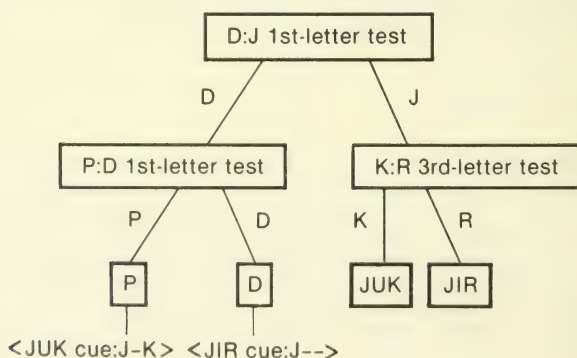 D:J 1st-letter test
D J
P:D 1st-letter test K:R 3rd-letter test
P D K R
P D JUK JIR
<JUK cue:J-K> <JIR cue:J-->